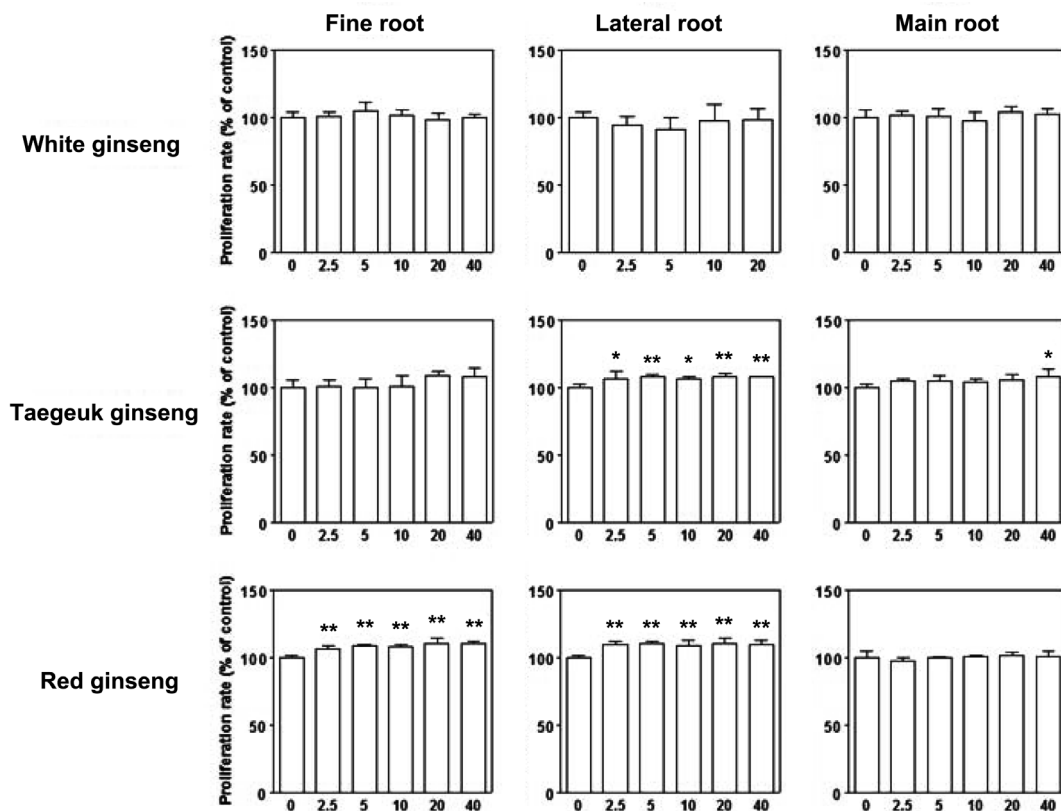 Fine root Lateral root Main root
White ginseng
Proliferation rate (% of control)
150
100
50
0
0 2.5 5 10 20 40
150
100
50
0
0 2.5 5 10 20
150
100
50
0
0 2.5 5 10 20 40
Taegeuk ginseng
Proliferation rate (% of control)
150
100
50
0
0 2.5 5 10 20 40
150
100
50
0
* ** * ** **
0 2.5 5 10 20 40
150
100
50
0
*
0 2.5 5 10 20 40
Red ginseng
Proliferation rate (% of control)
150
100
50
0
** ** ** ** **
0 2.5 5 10 20 40
150
100
50
0
** ** ** ** **
0 2.5 5 10 20 40
150
100
50
0
0 2.5 5 10 20 40